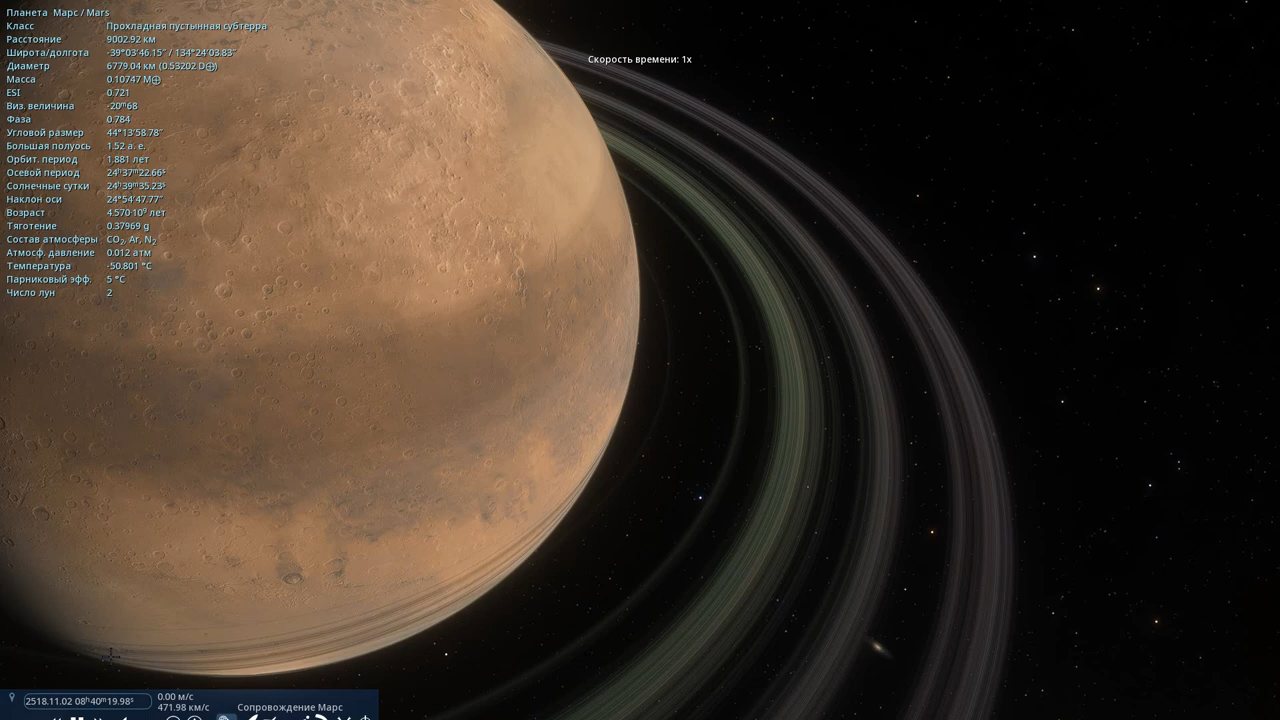 Планета Марс / Mars
Класс Прохладная пустынная субтерра
Расстояние 9002.92 км
Широта/долгота -39°03′46.15″ / 134°24′03.83″
Диаметр 6779.04 км (0.53202 D⊕)
Масса 0.10747 M⊕
ESI 0.721
Виз. величина -20ᵐ68
Фаза 0.784
Угловой размер 44°13′58.78″
Большая полуось 1.52 а. е.
Орбит. период 1.881 лет
Осевой период 24ʰ37ᵐ22.66ˢ
Солнечные сутки 24ʰ39ᵐ35.23ˢ
Наклон оси 24°54′47.77″
Возраст 4.570·10⁹ лет
Тяготение 0.37969 g
Состав атмосферы CO₂, Ar, N₂
Атмосф. давление 0.012 атм
Температура -50.801 °C
Парниковый эфф. 5 °C
Число лун 2
Скорость времени: 1x
2518.11.02 08ʰ40ᵐ19.98ˢ
0.00 м/с
471.98 км/с
Сопровождение Марс